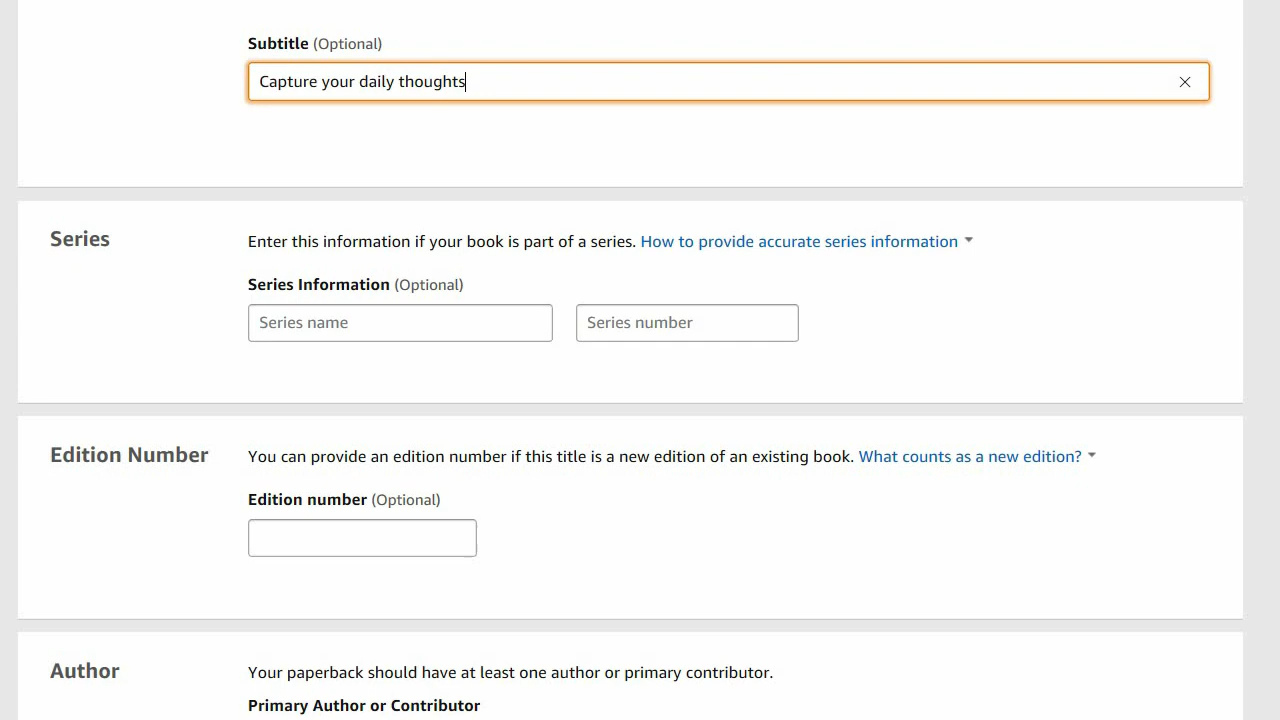 Subtitle (Optional)
Capture your daily thoughts
Series
Enter this information if your book is part of a series. How to provide accurate series information
Series Information (Optional)
Series name
Series number
Edition Number
You can provide an edition number if this title is a new edition of an existing book. What counts as a new edition?
Edition number (Optional)
Author
Your paperback should have at least one author or primary contributor.
Primary Author or Contributor